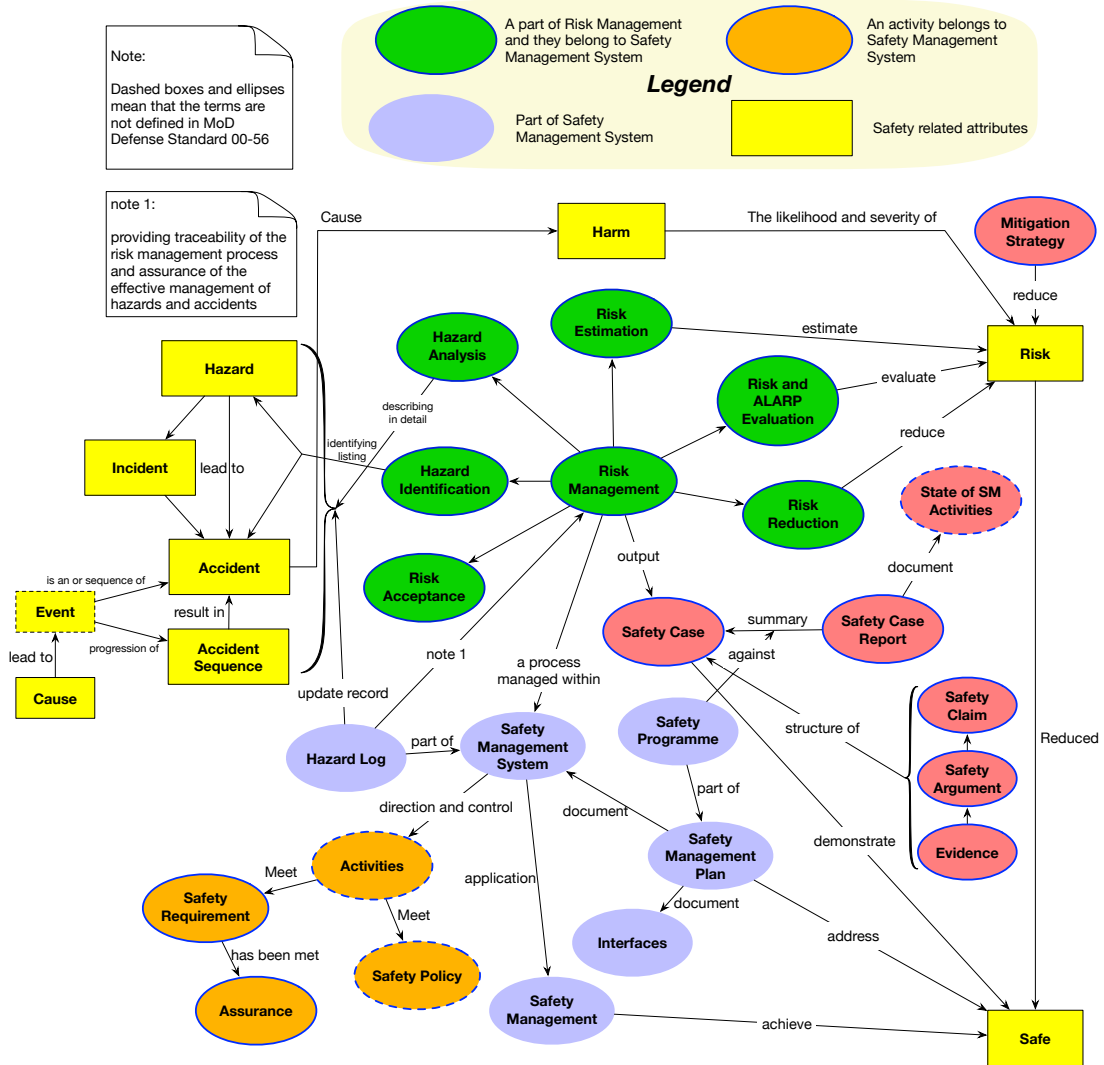 Note:
Dashed boxes and ellipses
mean that the terms are
not defined in MoD
Defense Standard 00-56
A part of Risk Management
and they belong to Safety
Management System
An activity belongs to
Safety Management
System
Legend
Part of Safety
Management System
Safety related attributes
note 1:
providing traceability of the
risk management process
and assurance of the
effective management of
hazards and accidents
Cause
Harm
The likelihood and severity of
Mitigation
Strategy
reduce
Risk
Estimation
estimate
Risk
Hazard
Analysis
Hazard
Risk and
ALARP
Evaluation
evaluate
describing
in detail
reduce
identifying
listing
Incident
lead to
Hazard
Identification
Risk
Management
Risk
Reduction
State of SM
Activities
output
document
Accident
Risk
Acceptance
is an or sequence of
Event
result in
Safety Case
summary
Safety Case
Report
progression of
Accident
Sequence
lead to
note 1
against
a process
managed within
Cause
update record
Safety
Claim
structure of
Safety
Programme
Hazard Log
part of
Safety
Management
System
Reduced
Safety
Argument
part of
direction and control
document
demonstrate
Safety
Management
Plan
Evidence
Activities
Meet
application
Safety
Requirement
Meet
document
has been met
Interfaces
address
Safety Policy
Assurance
Safety
Management
achieve
Safe